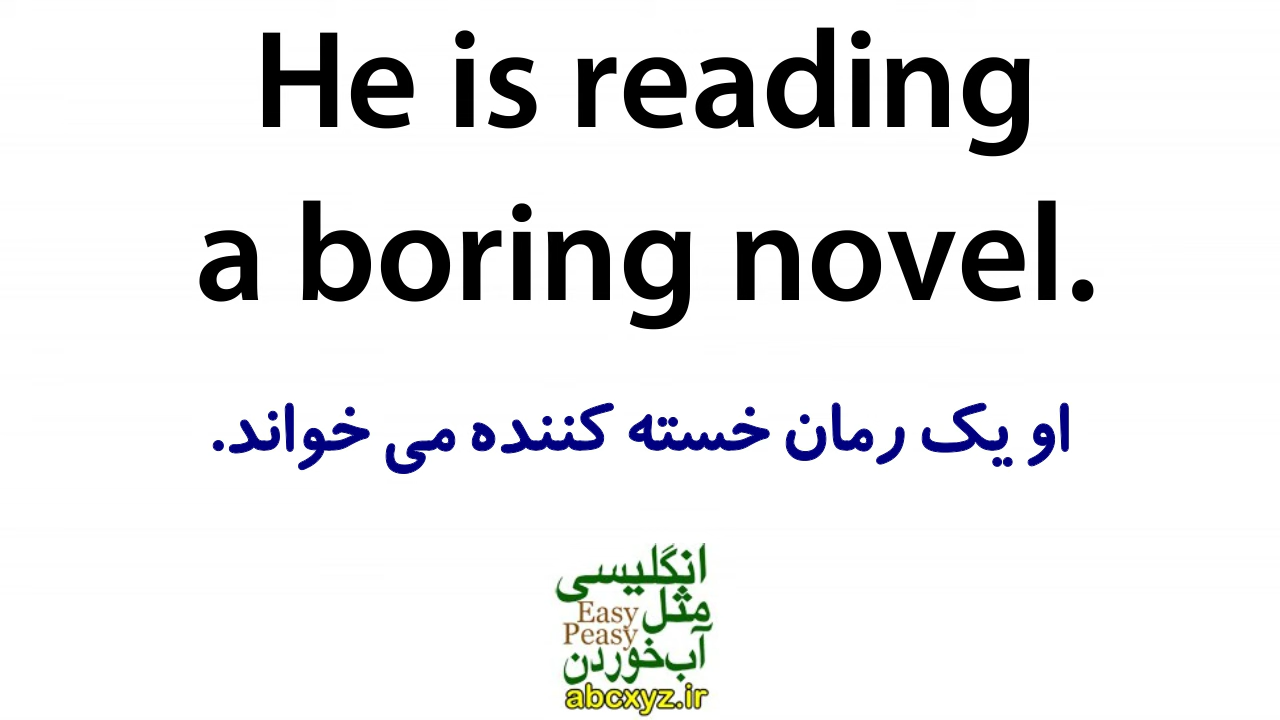 He is reading
a boring novel.
او یک رمان خسته کننده می خواند.
انگلیسی
مثل
Easy
Peasy
آب‌خوردن
abcxyz.ir